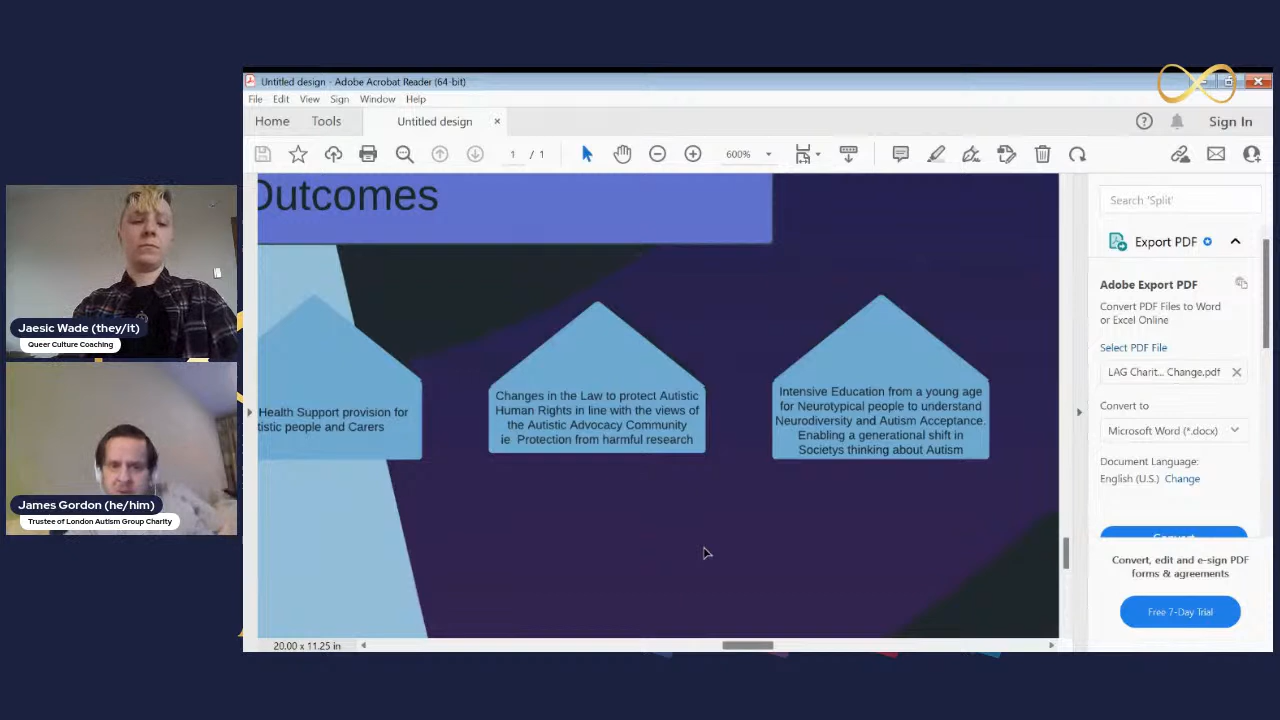 Untitled design - Adobe Acrobat Reader (64-bit)
File Edit View Sign Window Help
Home Tools Untitled design ×
Sign In
1 / 1
600%
Outcomes
Health Support provision for
tistic people and Carers
Changes in the Law to protect Autistic
Human Rights in line with the views of
the Autistic Advocacy Community
ie Protection from harmful research
Intensive Education from a young age
for Neurotypical people to understand
Neurodiversity and Autism Acceptance.
Enabling a generational shift in
Societys thinking about Autism
20.00 x 11.25 in
Search 'Split'
Export PDF
Adobe Export PDF
Convert PDF Files to Word
or Excel Online
Select PDF File
LAG Charit... Change.pdf
Convert to
Microsoft Word (*.docx)
Document Language:
English (U.S.) Change
Convert
Convert, edit and e-sign PDF
forms & agreements
Free 7-Day Trial
Jaesic Wade (they/it)
Queer Culture Coaching
James Gordon (he/him)
Trustee of London Autism Group Charity